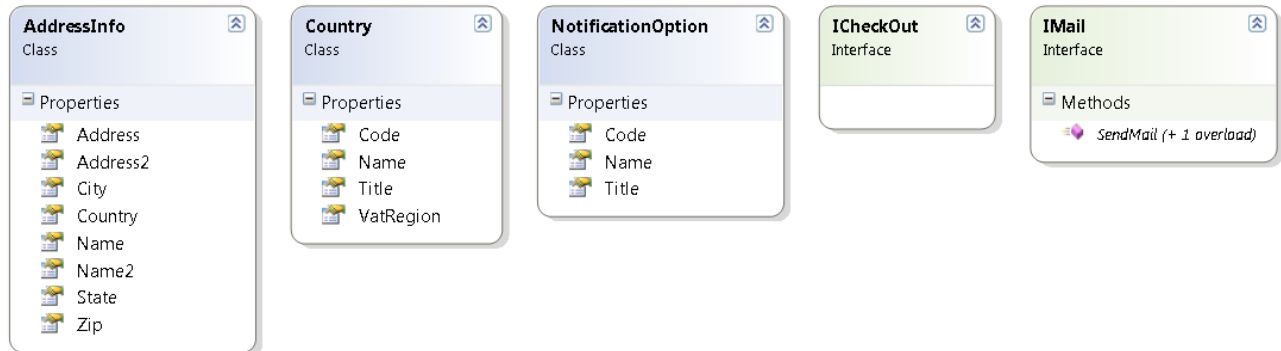 AddressInfo
Class
Properties
Address
Address2
City
Country
Name
Name2
State
Zip
Country
Class
Properties
Code
Name
Title
VatRegion
NotificationOption
Class
Properties
Code
Name
Title
ICheckOut
Interface
IMail
Interface
Methods
SendMail (+ 1 overload)